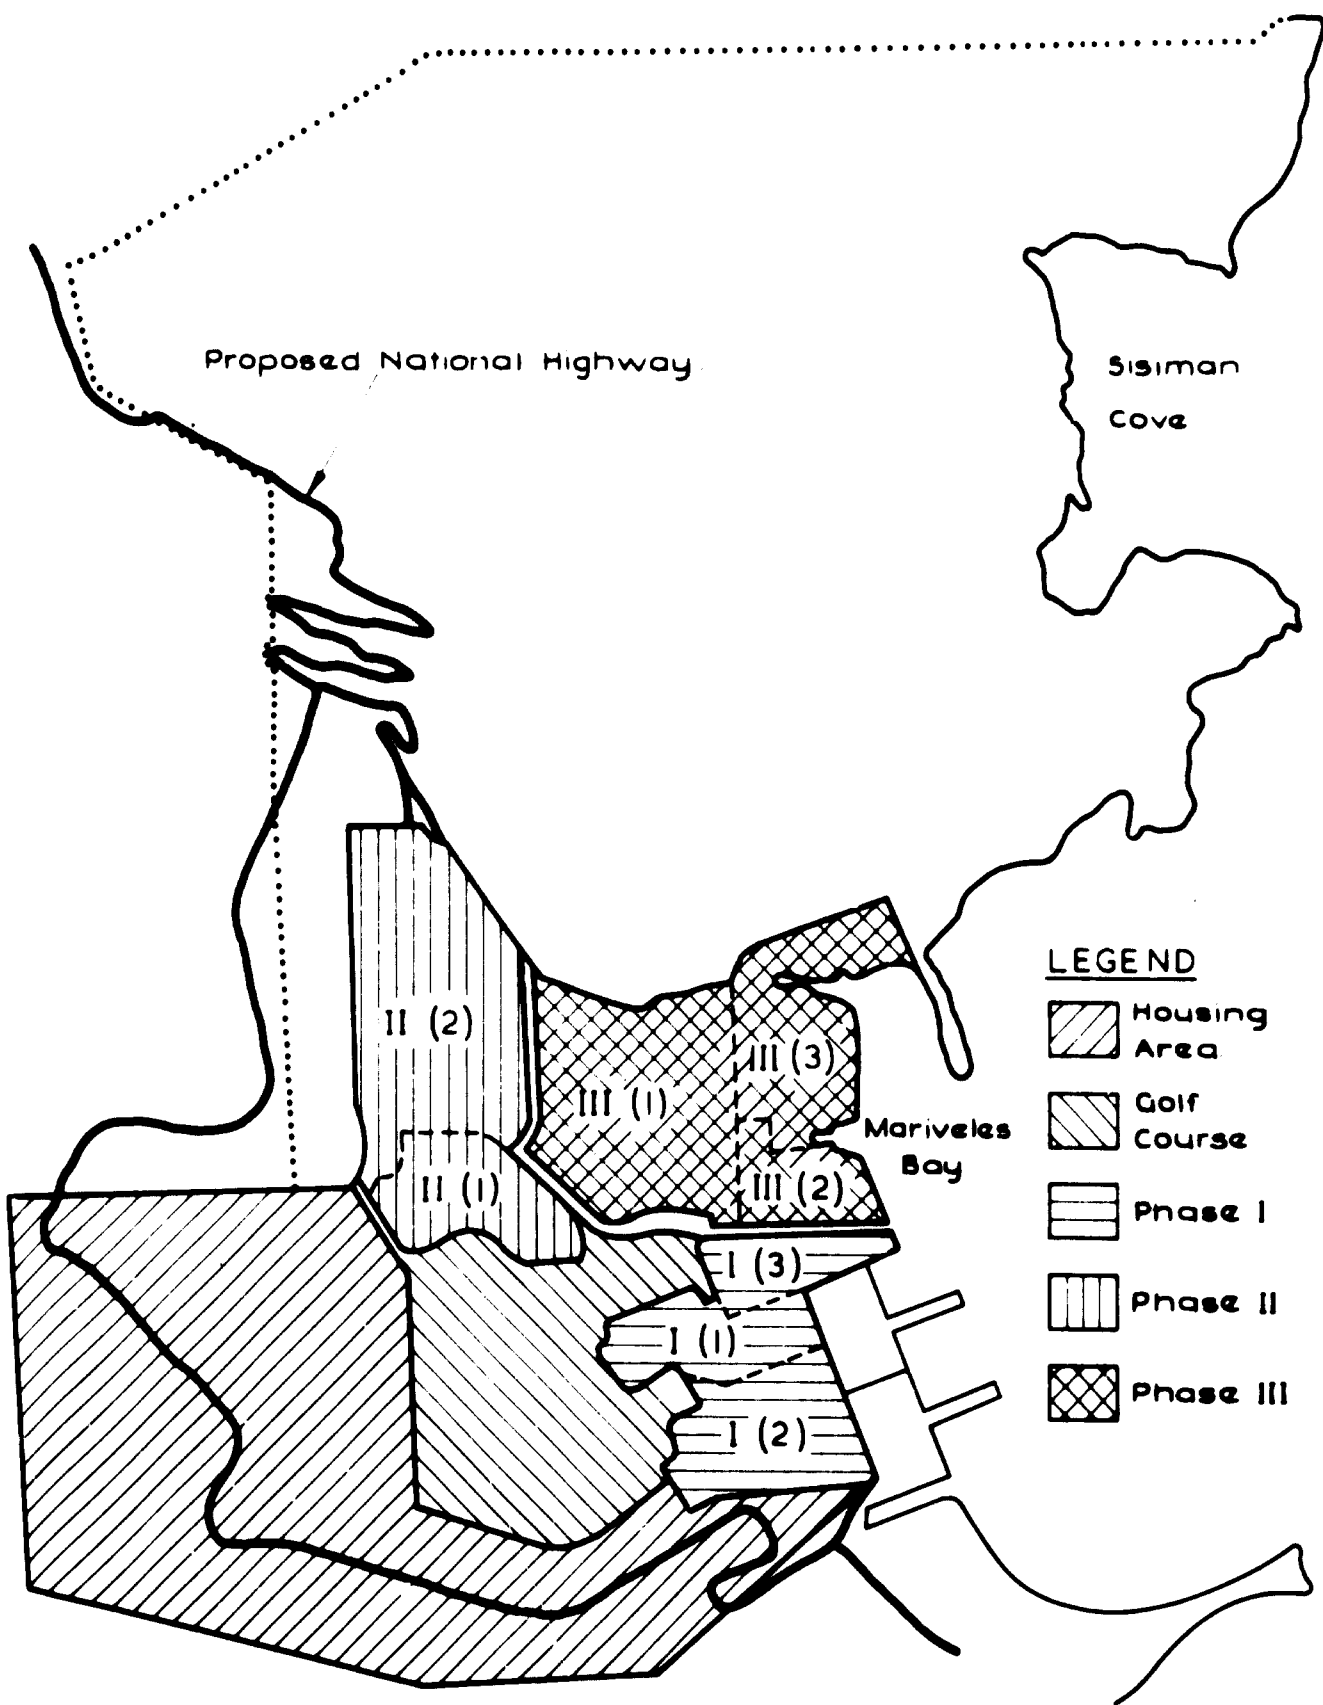 Proposed National Highway
Sisiman
Cove
II (2)
III (3)
III (1)
Mariveles
Bay
II (1)
III (2)
I (3)
I (1)
I (2)
LEGEND
Housing
Area
Golf
Course
Phase I
Phase II
Phase III